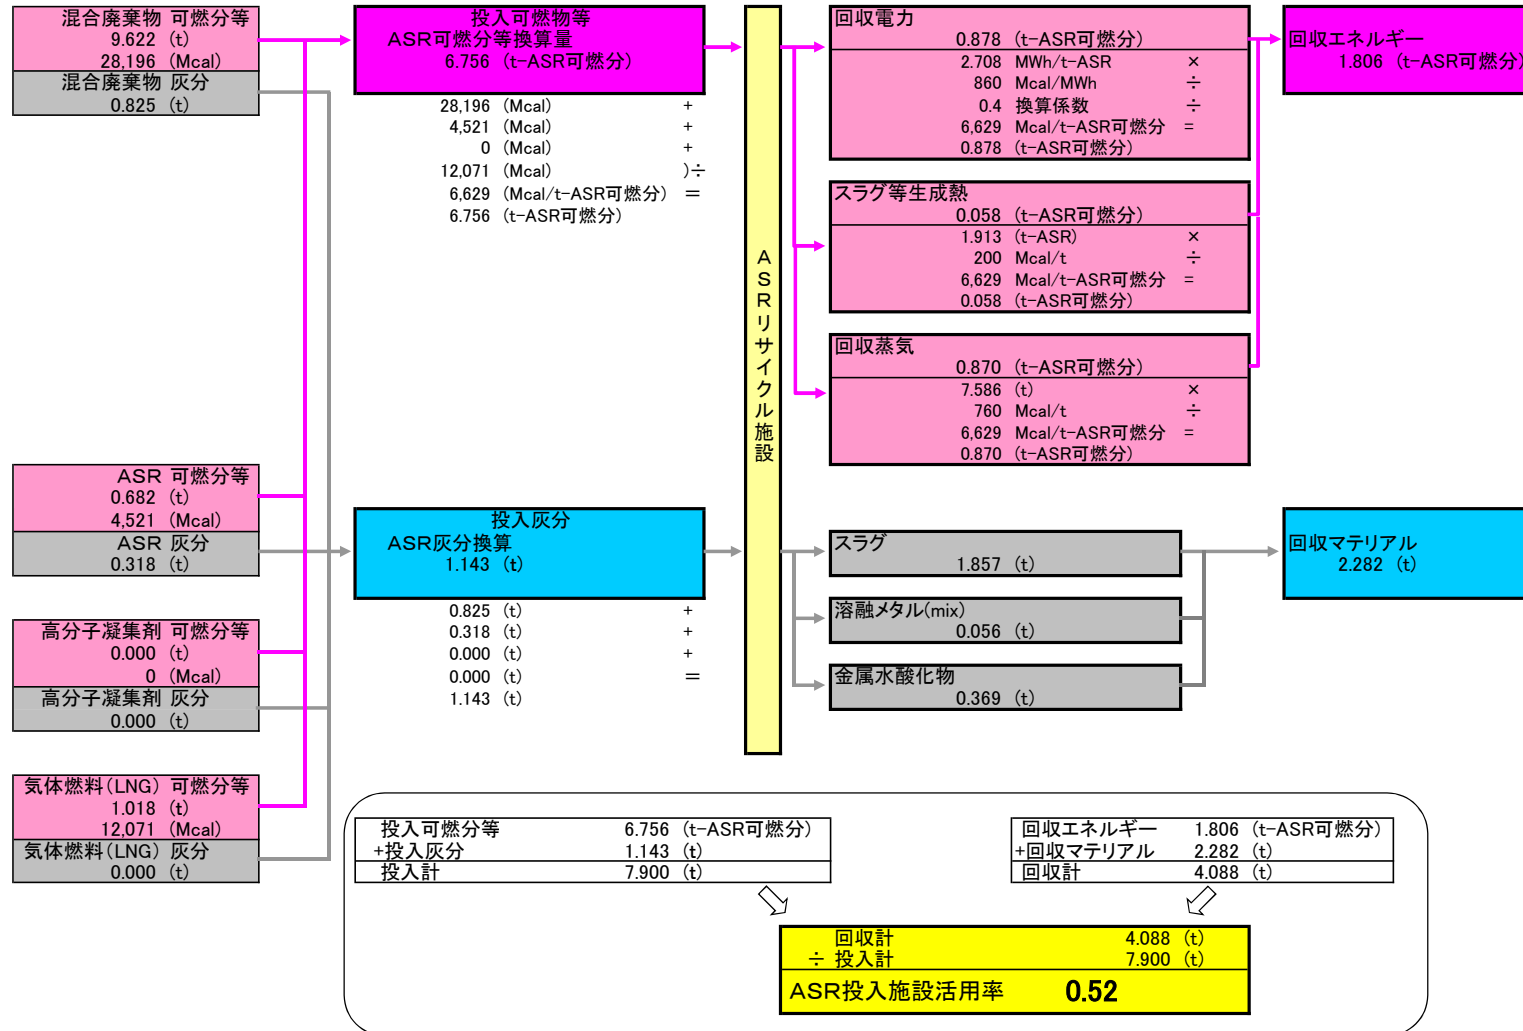 混合廃棄物 可燃分等
9.622 (t)
28,196 (Mcal)
混合廃棄物 灰分
0.825 (t)
ASR 可燃分等
0.682 (t)
4,521 (Mcal)
ASR 灰分
0.318 (t)
高分子凝集剤 可燃分等
0.000 (t)
0 (Mcal)
高分子凝集剤 灰分
0.000 (t)
気体燃料(LNG) 可燃分等
1.018 (t)
12,071 (Mcal)
気体燃料(LNG) 灰分
0.000 (t)
投入可燃物等
ASR可燃分等換算量
6.756 (t-ASR可燃分)
28,196 (Mcal) +
4,521 (Mcal) +
0 (Mcal) +
12,071 (Mcal) )÷
6,629 (Mcal/t-ASR可燃分) =
6.756 (t-ASR可燃分)
投入灰分
ASR灰分換算
1.143 (t)
0.825 (t) +
0.318 (t) +
0.000 (t) +
0.000 (t) =
1.143 (t)
ASRリサイクル施設
回収電力
0.878 (t-ASR可燃分)
2.708 MWh/t-ASR ×
860 Mcal/MWh ÷
0.4 換算係数 ÷
6,629 Mcal/t-ASR可燃分 =
0.878 (t-ASR可燃分)
スラグ等生成熱
0.058 (t-ASR可燃分)
1.913 (t-ASR) ×
200 Mcal/t ÷
6,629 Mcal/t-ASR可燃分 =
0.058 (t-ASR可燃分)
回収蒸気
0.870 (t-ASR可燃分)
7.586 (t) ×
760 Mcal/t ÷
6,629 Mcal/t-ASR可燃分 =
0.870 (t-ASR可燃分)
スラグ
1.857 (t)
溶融メタル(mix)
0.056 (t)
金属水酸化物
0.369 (t)
回収エネルギー
1.806 (t-ASR可燃分)
回収マテリアル
2.282 (t)
投入可燃分等 6.756 (t-ASR可燃分)
+投入灰分 1.143 (t)
投入計 7.900 (t)
回収エネルギー 1.806 (t-ASR可燃分)
+回収マテリアル 2.282 (t)
回収計 4.088 (t)
回収計 4.088 (t)
÷ 投入計 7.900 (t)
ASR投入施設活用率 0.52